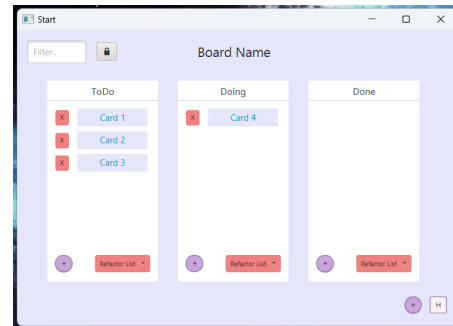 Start
Filter..
Board Name
ToDo Doing Done
X Card 1 X Card 4
X Card 2
X Card 3
+ Refactor List + Refactor List + Refactor List
+ H